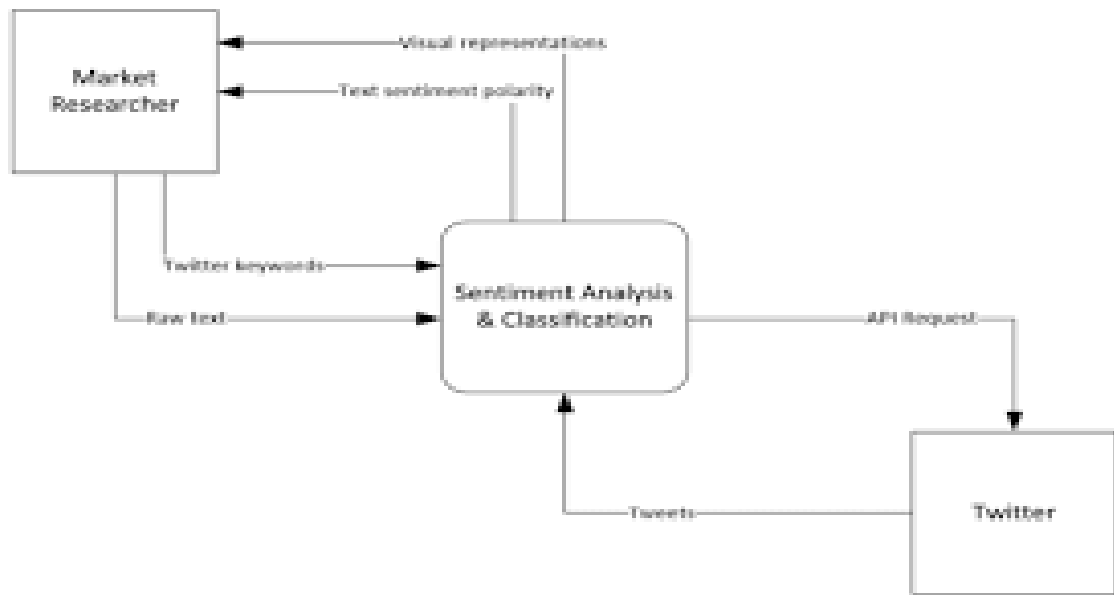 Visual representations
Market
Researcher
Text sentiment polarity
Twitter keywords
Sentiment Analysis
& Classification
Raw text
API Request
Tweets
Twitter